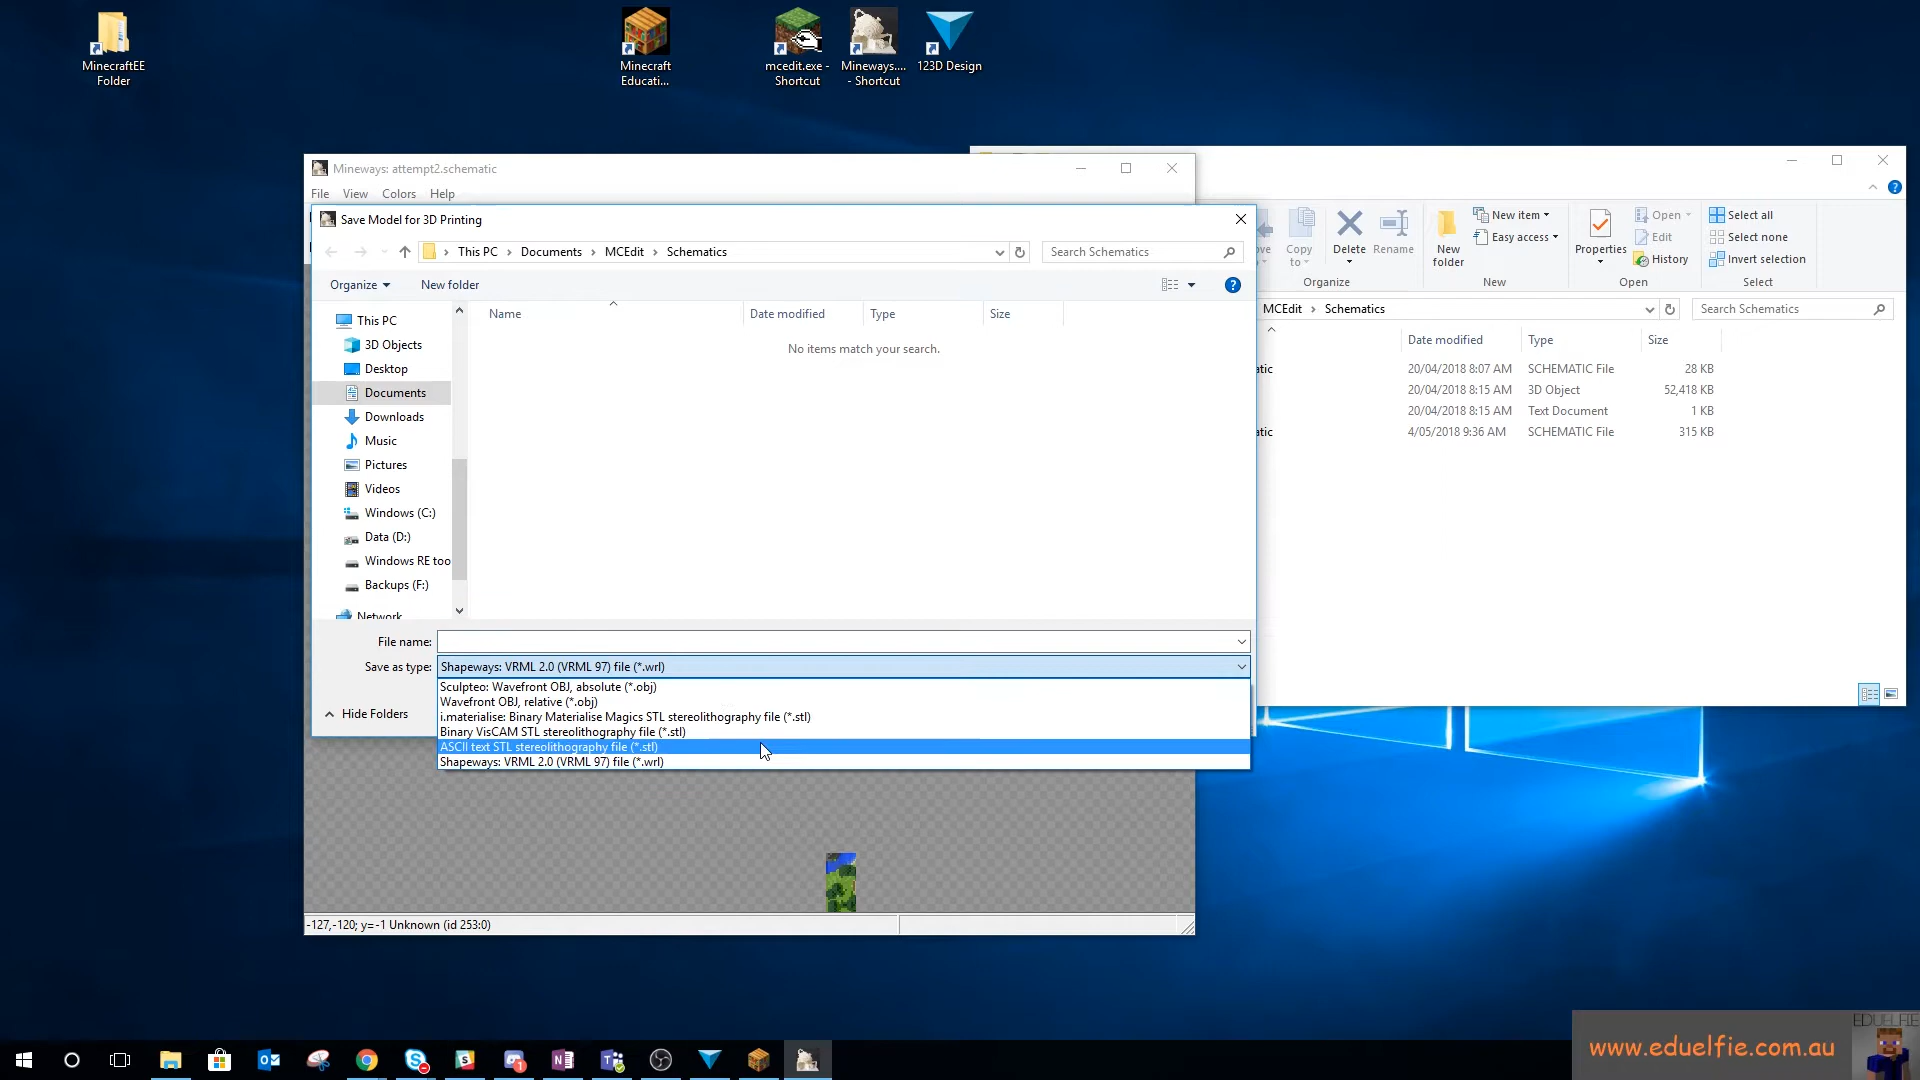 MinecraftEE
Folder
Minecraft
Educati...
mcedit.exe -
Shortcut
Mineways....
- Shortcut
123D Design
Mineways: attempt2.schematic
File View Colors Help
Save Model for 3D Printing
This PC Documents MCEdit Schematics
Search Schematics
Organize New folder
Name Date modified Type Size
No items match your search.
This PC
3D Objects
Desktop
Documents
Downloads
Music
Pictures
Videos
Windows (C:)
Data (D:)
Windows RE too
Backups (F:)
Network
File name:
Save as type: Shapeways: VRML 2.0 (VRML 97) file (*.wrl)
Sculpteo: Wavefront OBJ, absolute (*.obj)
Wavefront OBJ, relative (*.obj)
i.materialise: Binary Materialise Magics STL stereolithography file (*.stl)
Binary VisCAM STL stereolithography file (*.stl)
ASCII text STL stereolithography file (*.stl)
Shapeways: VRML 2.0 (VRML 97) file (*.wrl)
Hide Folders
-127,-120; y=-1 Unknown (id 253:0)
Copy
to
Delete
Rename
Organize
New
folder
New item
Easy access
New
Properties
Open
Edit
History
Open
Select all
Select none
Invert selection
Select
MCEdit Schematics
Search Schematics
Date modified Type Size
tic 20/04/2018 8:07 AM SCHEMATIC File 28 KB
20/04/2018 8:15 AM 3D Object 52,418 KB
20/04/2018 8:15 AM Text Document 1 KB
tic 4/05/2018 9:36 AM SCHEMATIC File 315 KB
EDUELFIE
www.eduelfie.com.au